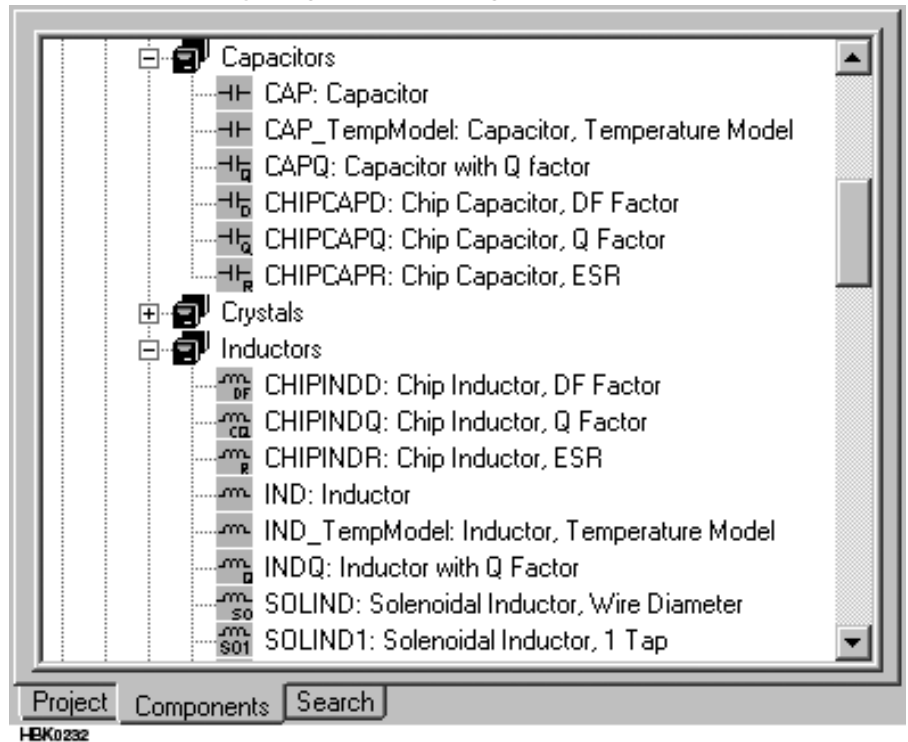 Capacitors
CAP: Capacitor
CAP_TempModel: Capacitor, Temperature Model
CAPQ: Capacitor with Q factor
CHIPCAPD: Chip Capacitor, DF Factor
CHIPCAPQ: Chip Capacitor, Q Factor
CHIPCAPR: Chip Capacitor, ESR
Crystals
Inductors
CHIPINDD: Chip Inductor, DF Factor
CHIPINDQ: Chip Inductor, Q Factor
CHIPINDR: Chip Inductor, ESR
IND: Inductor
IND_TempModel: Inductor, Temperature Model
INDQ: Inductor with Q Factor
SOLIND: Solenoidal Inductor, Wire Diameter
SOLIND1: Solenoidal Inductor, 1 Tap
Project Components Search
HBK0232